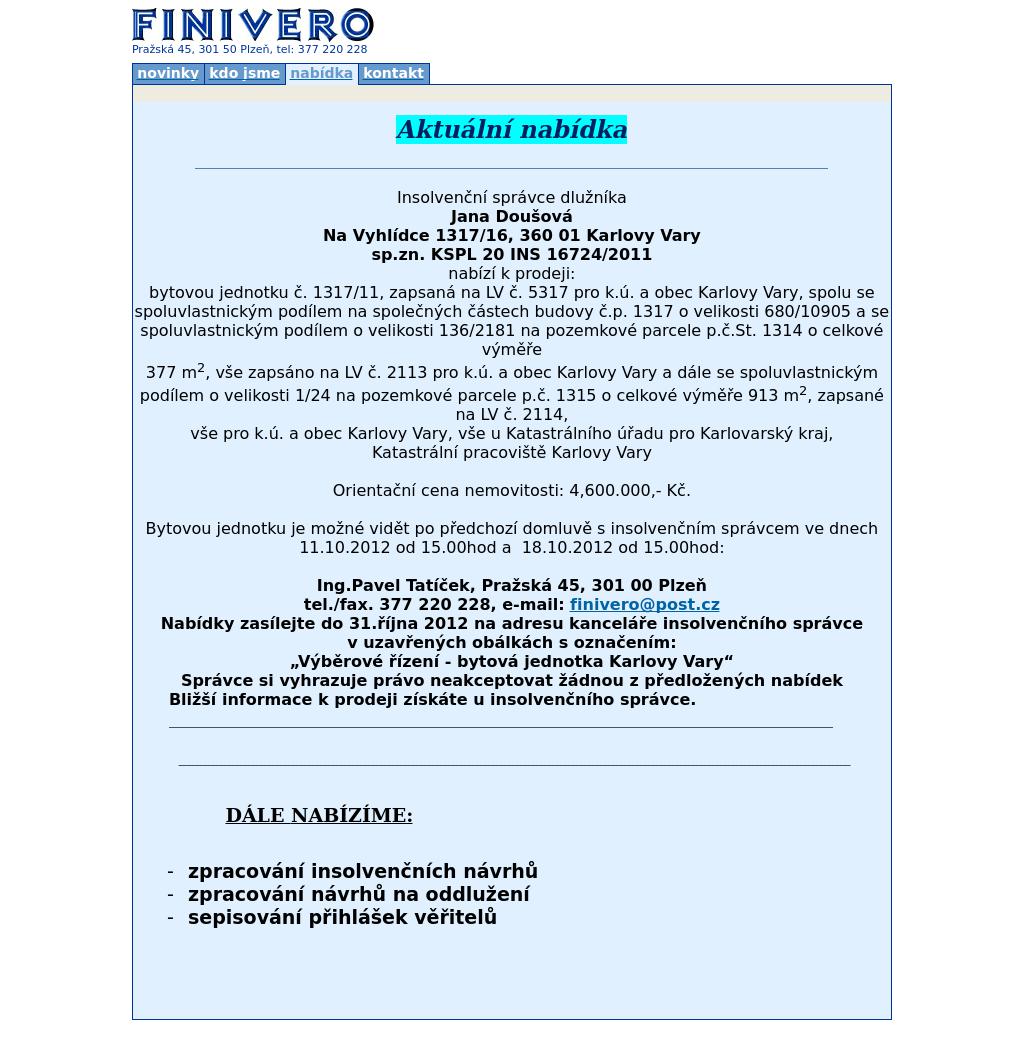 FINIVERO
Pražská 45, 301 50 Plzeň, tel: 377 220 228
novinky kdo jsme nabídka kontakt
Aktuální nabídka
Insolvenční správce dlužníka
Jana Doušová
Na Vyhlídce 1317/16, 360 01 Karlovy Vary
sp.zn. KSPL 20 INS 16724/2011
nabízí k prodeji:
bytovou jednotku č. 1317/11, zapsaná na LV č. 5317 pro k.ú. a obec Karlovy Vary, spolu se
spoluvlastnickým podílem na společných částech budovy č.p. 1317 o velikosti 680/10905 a se
spoluvlastnickým podílem o velikosti 136/2181 na pozemkové parcele p.č.St. 1314 o celkové
výměře
377 m², vše zapsáno na LV č. 2113 pro k.ú. a obec Karlovy Vary a dále se spoluvlastnickým
podílem o velikosti 1/24 na pozemkové parcele p.č. 1315 o celkové výměře 913 m², zapsané
na LV č. 2114,
vše pro k.ú. a obec Karlovy Vary, vše u Katastrálního úřadu pro Karlovarský kraj,
Katastrální pracoviště Karlovy Vary
Orientační cena nemovitosti: 4,600.000,- Kč.
Bytovou jednotku je možné vidět po předchozí domluvě s insolvenčním správcem ve dnech
11.10.2012 od 15.00hod a  18.10.2012 od 15.00hod:
Ing.Pavel Tatíček, Pražská 45, 301 00 Plzeň
tel./fax. 377 220 228, e-mail: finivero@post.cz
Nabídky zasílejte do 31.října 2012 na adresu kanceláře insolvenčního správce
v uzavřených obálkách s označením:
„Výběrové řízení - bytová jednotka Karlovy Vary“
Správce si vyhrazuje právo neakceptovat žádnou z předložených nabídek
Bližší informace k prodeji získáte u insolvenčního správce.
DÁLE NABÍZÍME:
- zpracování insolvenčních návrhů
- zpracování návrhů na oddlužení
- sepisování přihlášek věřitelů